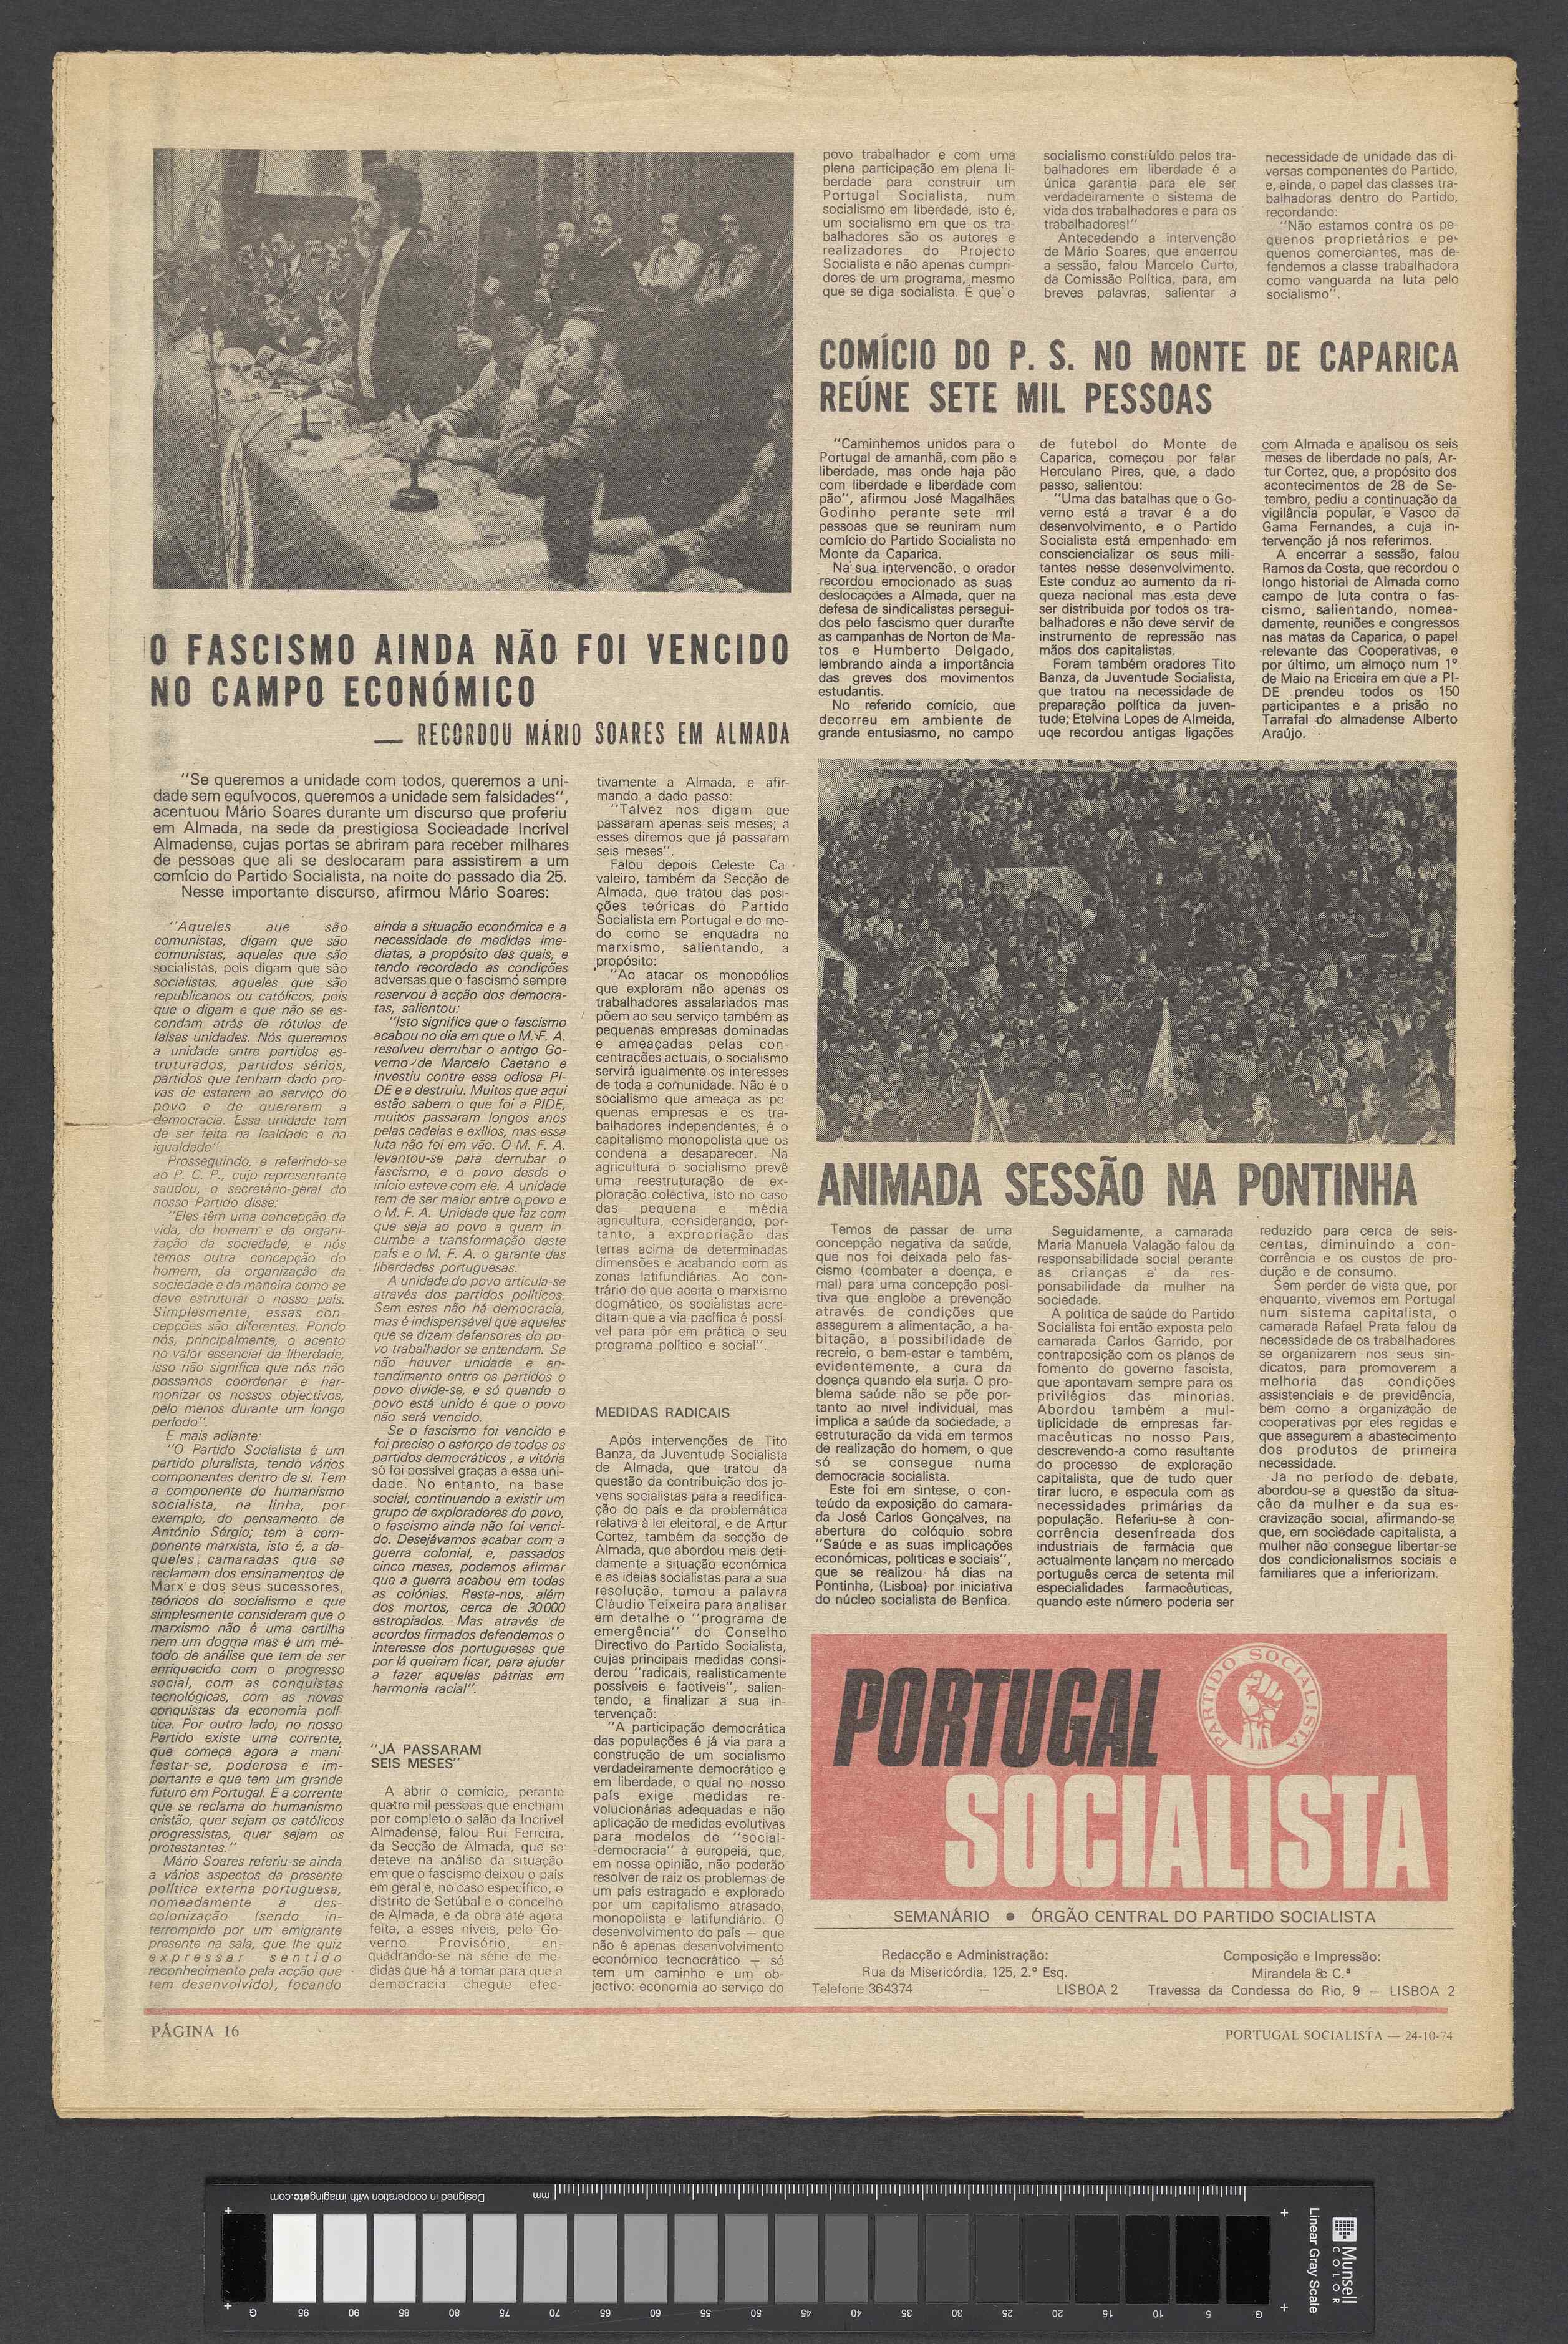 O FASCISMO AINDA NÃO FOI VENCIDO
NO CAMPO ECONÓMICO
— RECORDOU MÁRIO SOARES EM ALMADA
"Se queremos a unidade com todos, queremos a uni-
dade sem equívocos, queremos a unidade sem falsidades",
acentuou Mário Soares durante um discurso que proferiu
em Almada, na sede da prestigiosa Socieadade Incrível
Almadense, cujas portas se abriram para receber milhares
de pessoas que ali se deslocaram para assistirem a um
comício do Partido Socialista, na noite do passado dia 25.
Nesse importante discurso, afirmou Mário Soares:
"Aqueles aue são
comunistas, digam que são
comunistas, aqueles que são
socialistas, pois digam que são
socialistas, aqueles que são
republicanos ou católicos, pois
que o digam e que não se es-
condam atrás de rótulos de
falsas unidades. Nós queremos
a unidade entre partidos es-
truturados, partidos sérios,
partidos que tenham dado pro-
vas de estarem ao serviço do
povo e de quererem a
democracia. Essa unidade tem
de ser feita na lealdade e na
igualdade".
Prosseguindo, e referindo-se
ao P. C. P., cujo representante
saudou, o secretário-geral do
nosso Partido disse:
"Eles têm uma concepção da
vida, do homem e da organi-
zação da sociedade, e nós
temos outra concepção do
homem, da organização da
sociedade e da maneira como se
deve estruturar o nosso país.
Simplesmente, essas con-
cepções são diferentes. Pondo
nós, principalmente, o acento
no valor essencial da liberdade,
isso não significa que nós não
possamos coordenar e har-
monizar os nossos objectivos,
pelo menos durante um longo
período".
E mais adiante:
"O Partido Socialista é um
partido pluralista, tendo vários
componentes dentro de si. Tem
a componente do humanismo
socialista, na linha, por
exemplo, do pensamento de
António Sérgio; tem a com-
ponente marxista, isto é, a da-
queles camaradas que se
reclamam dos ensinamentos de
Marx e dos seus sucessores,
teóricos do socialismo e que
simplesmente consideram que o
marxismo não é uma cartilha
nem um dogma mas é um mé-
todo de análise que tem de ser
enriquecido com o progresso
social, com as conquistas
tecnológicas, com as novas
conquistas da economia polí-
tica. Por outro lado, no nosso
Partido existe uma corrente,
que começa agora a mani-
festar-se, poderosa e im-
portante e que tem um grande
futuro em Portugal. É a corrente
que se reclama do humanismo
cristão, quer sejam os católicos
progressistas, quer sejam os
protestantes."
Mário Soares referiu-se ainda
a vários aspectos da presente
política externa portuguesa,
nomeadamente a des-
colonização (sendo in-
terrompido por um emigrante
presente na sala, que lhe quiz
expressar sentido
reconhecimento pela acção que
tem desenvolvido), focando
ainda a situação económica e a
necessidade de medidas ime-
diatas, a propósito das quais, e
tendo recordado as condições
adversas que o fascismo sempre
reservou à acção dos democra-
tas, salientou:
"Isto significa que o fascismo
acabou no dia em que o M. F. A.
resolveu derrubar o antigo Go-
verno de Marcelo Caetano e
investiu contra essa odiosa PI-
DE e a destruiu. Muitos que aqui
estão sabem o que foi a PIDE,
muitos passaram longos anos
pelas cadeias e exílios, mas essa
luta não foi em vão. O M. F. A.
levantou-se para derrubar o
fascismo, e o povo desde o
início esteve com ele. A unidade
tem de ser maior entre o povo e
o M. F. A. Unidade que faz com
que seja ao povo a quem in-
cumbe a transformação deste
país e o M. F. A. o garante das
liberdades portuguesas.
A unidade do povo articula-se
através dos partidos políticos.
Sem estes não há democracia,
mas é indispensável que aqueles
que se dizem defensores do po-
vo trabalhador se entendam. Se
não houver unidade e en-
tendimento entre os partidos o
povo divide-se, e só quando o
povo está unido é que o povo
não será vencido.
Se o fascismo foi vencido e
foi preciso o esforço de todos os
partidos democráticos , a vitória
só foi possível graças a essa uni-
dade. No entanto, na base
social, continuando a existir um
grupo de exploradores do povo,
o fascismo ainda não foi venci-
do. Desejávamos acabar com a
guerra colonial, e, passados
cinco meses, podemos afirmar
que a guerra acabou em todas
as colónias. Resta-nos, além
dos mortos, cerca de 30 000
estropiados. Mas através de
acordos firmados defendemos o
interesse dos portugueses que
por lá queiram ficar, para ajudar
a fazer aquelas pátrias em
harmonia racial".
"JÁ PASSARAM
SEIS MESES"
A abrir o comício, perante
quatro mil pessoas que enchiam
por completo o salão da Incrível
Almadense, falou Rui Ferreira,
da Secção de Almada, que se
deteve na análise da situação
em que o fascismo deixou o país
em geral e, no caso específico, o
distrito de Setúbal e o concelho
de Almada, e da obra até agora
feita, a esses níveis, pelo Go-
verno Provisório, en-
quadrando-se na série de me-
didas que há a tomar para que a
democracia chegue efec-
tivamente a Almada, e afir-
mando a dado passo:
"Talvez nos digam que
passaram apenas seis meses; a
esses diremos que já passaram
seis meses".
Falou depois Celeste Ca-
valeiro, também da Secção de
Almada, que tratou das posi-
ções teóricas do Partido
Socialista em Portugal e do mo-
do como se enquadra no
marxismo, salientando, a
propósito:
"Ao atacar os monopólios
que exploram não apenas os
trabalhadores assalariados mas
põem ao seu serviço também as
pequenas empresas dominadas
e ameaçadas pelas con-
centrações actuais, o socialismo
servirá igualmente os interesses
de toda a comunidade. Não é o
socialismo que ameaça as pe-
quenas empresas e os tra-
balhadores independentes; é o
capitalismo monopolista que os
condena a desaparecer. Na
agricultura o socialismo prevê
uma reestruturação de ex-
ploração colectiva, isto no caso
das pequena e média
agricultura, considerando, por-
tanto, a expropriação das
terras acima de determinadas
dimensões e acabando com as
zonas latifundiárias. Ao con-
trário do que aceita o marxismo
dogmático, os socialistas acre-
ditam que a via pacífica é possí-
vel para pôr em prática o seu
programa político e social".
MEDIDAS RADICAIS
Após intervenções de Tito
Banza, da Juventude Socialista
de Almada, que tratou da
questão da contribuição dos jo-
vens socialistas para a reedifica-
ção do país e da problemática
relativa à lei eleitoral, e de Artur
Cortez, também da secção de
Almada, que abordou mais deti-
damente a situação económica
e as ideias socialistas para a sua
resolução, tomou a palavra
Cláudio Teixeira para analisar
em detalhe o "programa de
emergência" do Conselho
Directivo do Partido Socialista,
cujas principais medidas consi-
derou "radicais, realisticamente
possíveis e factíveis", salien-
tando, a finalizar a sua in-
tervençaõ:
"A participação democrática
das populações é já via para a
construção de um socialismo
verdadeiramente democrático e
em liberdade, o qual no nosso
país exige medidas re-
volucionárias adequadas e não
aplicação de medidas evolutivas
para modelos de "social-
-democracia" à europeia, que,
em nossa opinião, não poderão
resolver de raiz os problemas de
um país estragado e explorado
por um capitalismo atrasado,
monopolista e latifundiário. O
desenvolvimento do país — que
não é apenas desenvolvimento
económico tecnocrático — só
tem um caminho e um ob-
jectivo: economia ao serviço do
povo trabalhador e com uma
plena participação em plena li-
berdade para construir um
Portugal Socialista, num
socialismo em liberdade, isto é,
um socialismo em que os tra-
balhadores são os autores e
realizadores do Projecto
Socialista e não apenas cumpri-
dores de um programa, mesmo
que se diga socialista. É que o
socialismo construído pelos tra-
balhadores em liberdade é a
única garantia para ele ser
verdadeiramente o sistema de
vida dos trabalhadores e para os
trabalhadores!"
Antecedendo a intervenção
de Mário Soares, que encerrou
a sessão, falou Marcelo Curto,
da Comissão Política, para, em
breves palavras, salientar a
necessidade de unidade das di-
versas componentes do Partido,
e, ainda, o papel das classes tra-
balhadoras dentro do Partido,
recordando:
"Não estamos contra os pe-
quenos proprietários e pe-
quenos comerciantes, mas de-
fendemos a classe trabalhadora
como vanguarda na luta pelo
socialismo".
COMÍCIO DO P. S. NO MONTE DE CAPARICA
REÚNE SETE MIL PESSOAS
"Caminhemos unidos para o
Portugal de amanhã, com pão e
liberdade, mas onde haja pão
com liberdade e liberdade com
pão", afirmou José Magalhães
Godinho perante sete mil
pessoas que se reuniram num
comício do Partido Socialista no
Monte da Caparica.
Na sua intervenção, o orador
recordou emocionado as suas
deslocações a Almada, quer na
defesa de sindicalistas persegui-
dos pelo fascismo quer durante
as campanhas de Norton de Ma-
tos e Humberto Delgado,
lembrando ainda a importância
das greves dos movimentos
estudantis.
No referido comício, que
decorreu em ambiente de
grande entusiasmo, no campo
de futebol do Monte de
Caparica, começou por falar
Herculano Pires, que, a dado
passo, salientou:
"Uma das batalhas que o Go-
verno está a travar é a do
desenvolvimento, e o Partido
Socialista está empenhado em
consciencializar os seus mili-
tantes nesse desenvolvimento.
Este conduz ao aumento da ri-
queza nacional mas esta deve
ser distribuida por todos os tra-
balhadores e não deve servir de
instrumento de repressão nas
mãos dos capitalistas.
Foram também oradores Tito
Banza, da Juventude Socialista,
que tratou na necessidade de
preparação política da juven-
tude; Etelvina Lopes de Almeida,
uqe recordou antigas ligações
com Almada e analisou os seis
meses de liberdade no país, Ar-
tur Cortez, que, a propósito dos
acontecimentos de 28 de Se-
tembro, pediu a continuação da
vigilância popular, e Vasco da
Gama Fernandes, a cuja in-
tervenção já nos referimos.
A encerrar a sessão, falou
Ramos da Costa, que recordou o
longo historial de Almada como
campo de luta contra o fas-
cismo, salientando, nomea-
damente, reuniões e congressos
nas matas da Caparica, o papel
relevante das Cooperativas, e
por último, um almoço num 1º
de Maio na Ericeira em que a PI-
DE prendeu todos os 150
participantes e a prisão no
Tarrafal do almadense Alberto
Araújo.
ANIMADA SESSÃO NA PONTINHA
Temos de passar de uma
concepção negativa da saúde,
que nos foi deixada pelo fas-
cismo (combater a doença, e
mal) para uma concepção posi-
tiva que englobe a prevenção
através de condições que
assegurem a alimentação, a ha-
bitação, a possibilidade de
recreio, o bem-estar e também,
evidentemente, a cura da
doença quando ela surja. O pro-
blema saúde não se põe por-
tanto ao nivel individual, mas
implica a saúde da sociedade, a
estruturação da vida em termos
de realização do homem, o que
só se consegue numa
democracia socialista.
Este foi em sintese, o con-
teúdo da exposição do camara-
da José Carlos Gonçalves, na
abertura do colóquio sobre
"Saúde e as suas implicações
económicas, politicas e sociais",
que se realizou há dias na
Pontinha, (Lisboa) por iniciativa
do núcleo socialista de Benfica.
Seguidamente, a camarada
Maria Manuela Valagão falou da
responsabilidade social perante
as crianças e da res-
ponsabilidade da mulher na
sociedade.
A politica de saúde do Partido
Socialista foi então exposta pelo
camarada Carlos Garrido, por
contraposição com os planos de
fomento do governo fascista,
que apontavam sempre para os
privilégios das minorias.
Abordou também a mul-
tiplicidade de empresas far-
macêuticas no nosso Pais,
descrevendo-a como resultante
do processo de exploração
capitalista, que de tudo quer
tirar lucro, e especula com as
necessidades primárias da
população. Referiu-se à con-
corrência desenfreada dos
industriais de farmácia que
actualmente lançam no mercado
português cerca de setenta mil
especialidades farmacêuticas,
quando este número poderia ser
reduzido para cerca de seis-
centas, diminuindo a con-
corrência e os custos de pro-
dução e de consumo.
Sem perder de vista que, por
enquanto, vivemos em Portugal
num sistema capitalista, o
camarada Rafael Prata falou da
necessidade de os trabalhadores
se organizarem nos seus sin-
dicatos, para promoverem a
melhoria das condições
assistenciais e de previdência,
bem como a organização de
cooperativas por eles regidas e
que assegurem a abastecimento
dos produtos de primeira
necessidade.
Ja no período de debate,
abordou-se a questão da situa-
ção da mulher e da sua es-
cravização social, afirmando-se
que, em sociedade capitalista, a
mulher não consegue libertar-se
dos condicionalismos sociais e
familiares que a inferiorizam.
PORTUGAL
PARTIDO SOCIALISTA
SOCIALISTA
SEMANÁRIO ● ÓRGÃO CENTRAL DO PARTIDO SOCIALISTA
Redacção e Administração:
Rua da Misericórdia, 125, 2.º Esq.
Telefone 364374 — LISBOA 2
Composição e Impressão:
Mirandela & C.ª
Travessa da Condessa do Rio, 9 — LISBOA 2
PÁGINA 16
PORTUGAL SOCIALISTA — 24-10-74
Designed in cooperation with imagingetc.com
mm
G 95 90 85 80 75 70 65 60 55 50 45 40 35 30 25 20 15 10 5 G
Munsell
COLOR
Linear Gray Scale